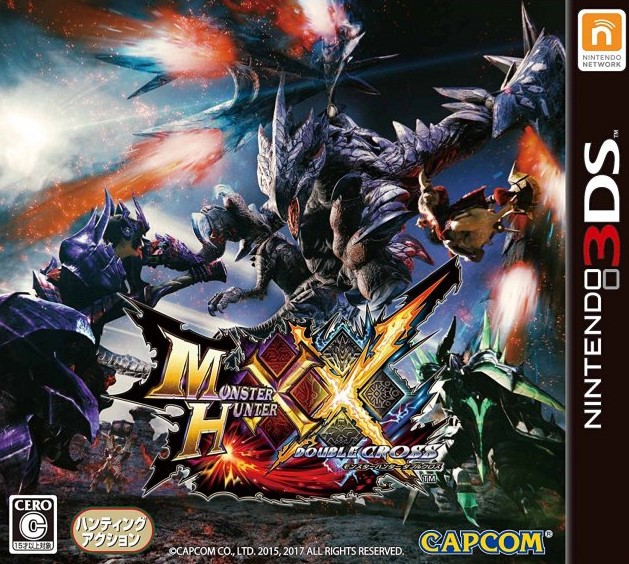 NINTENDO
NETWORK
NINTENDO 3DS™
MONSTER
HUNTER
XX
DOUBLE CROSS
モンスターハンターダブルクロス
TM
CERO
C
15才以上対象
ハンティング
アクション
©CAPCOM CO., LTD. 2015, 2017 ALL RIGHTS RESERVED.
CAPCOM®